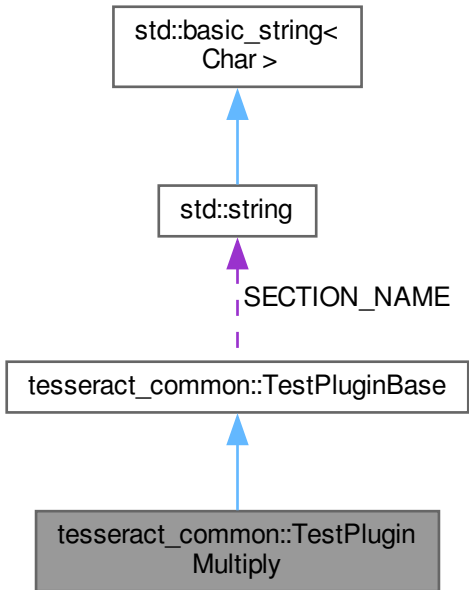 std::basic_string<
Char >
std::string
SECTION_NAME
tesseract_common::TestPluginBase
tesseract_common::TestPlugin
Multiply